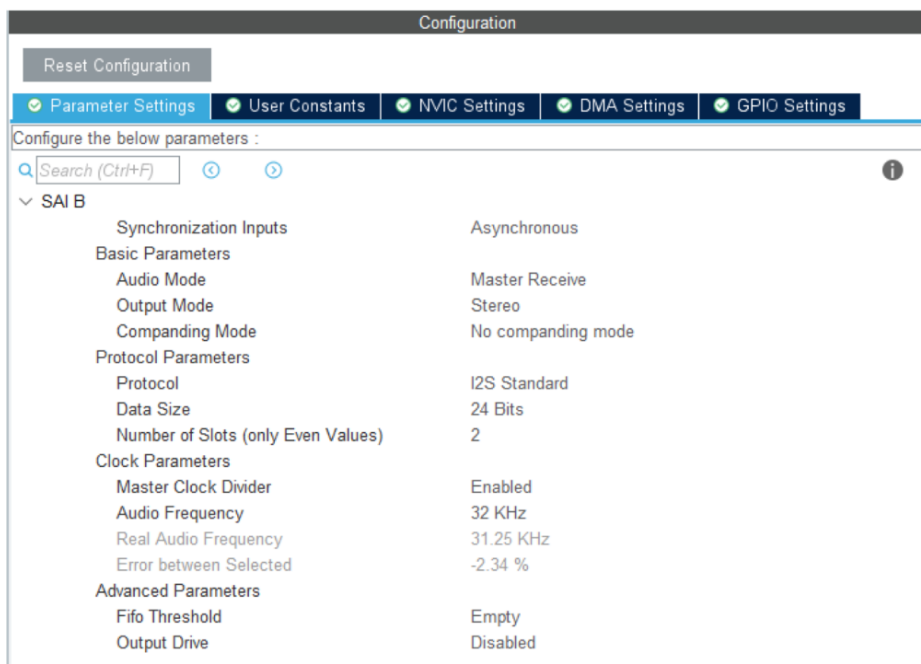 Configuration
Reset Configuration
Parameter Settings User Constants NVIC Settings DMA Settings GPIO Settings
Configure the below parameters :
Search (Ctrl+F)
SAI B
Synchronization Inputs Asynchronous
Basic Parameters
Audio Mode Master Receive
Output Mode Stereo
Companding Mode No companding mode
Protocol Parameters
Protocol I2S Standard
Data Size 24 Bits
Number of Slots (only Even Values) 2
Clock Parameters
Master Clock Divider Enabled
Audio Frequency 32 KHz
Real Audio Frequency 31.25 KHz
Error between Selected -2.34 %
Advanced Parameters
Fifo Threshold Empty
Output Drive Disabled